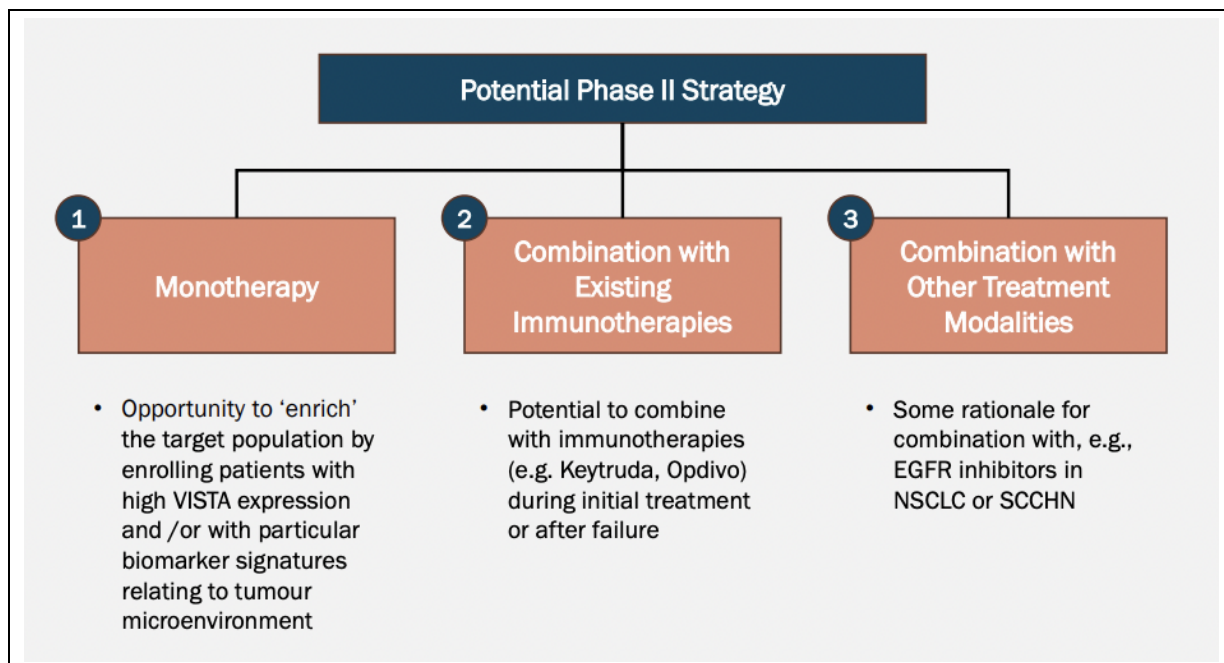 Potential Phase II Strategy
1
Monotherapy
• Opportunity to ‘enrich’
the target population by
enrolling patients with
high VISTA expression
and /or with particular
biomarker signatures
relating to tumour
microenvironment
2
Combination with
Existing
Immunotherapies
• Potential to combine
with immunotherapies
(e.g. Keytruda, Opdivo)
during initial treatment
or after failure
3
Combination with
Other Treatment
Modalities
• Some rationale for
combination with, e.g.,
EGFR inhibitors in
NSCLC or SCCHN